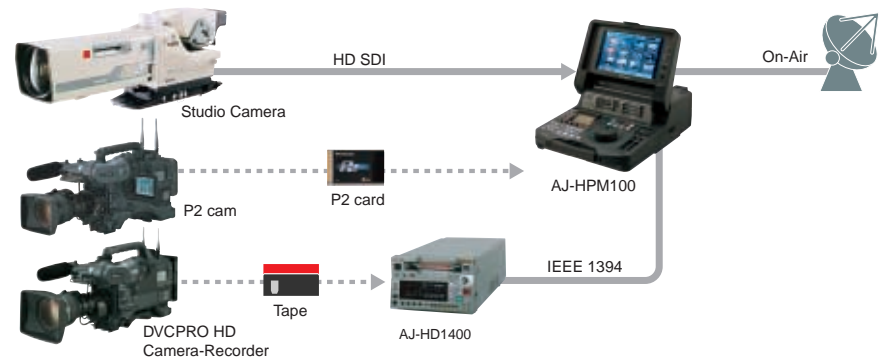 HD SDI
On-Air
Studio Camera
AJ-HPM100
P2 card
P2 cam
IEEE 1394
Tape
AJ-HD1400
DVCPRO HD
Camera-Recorder